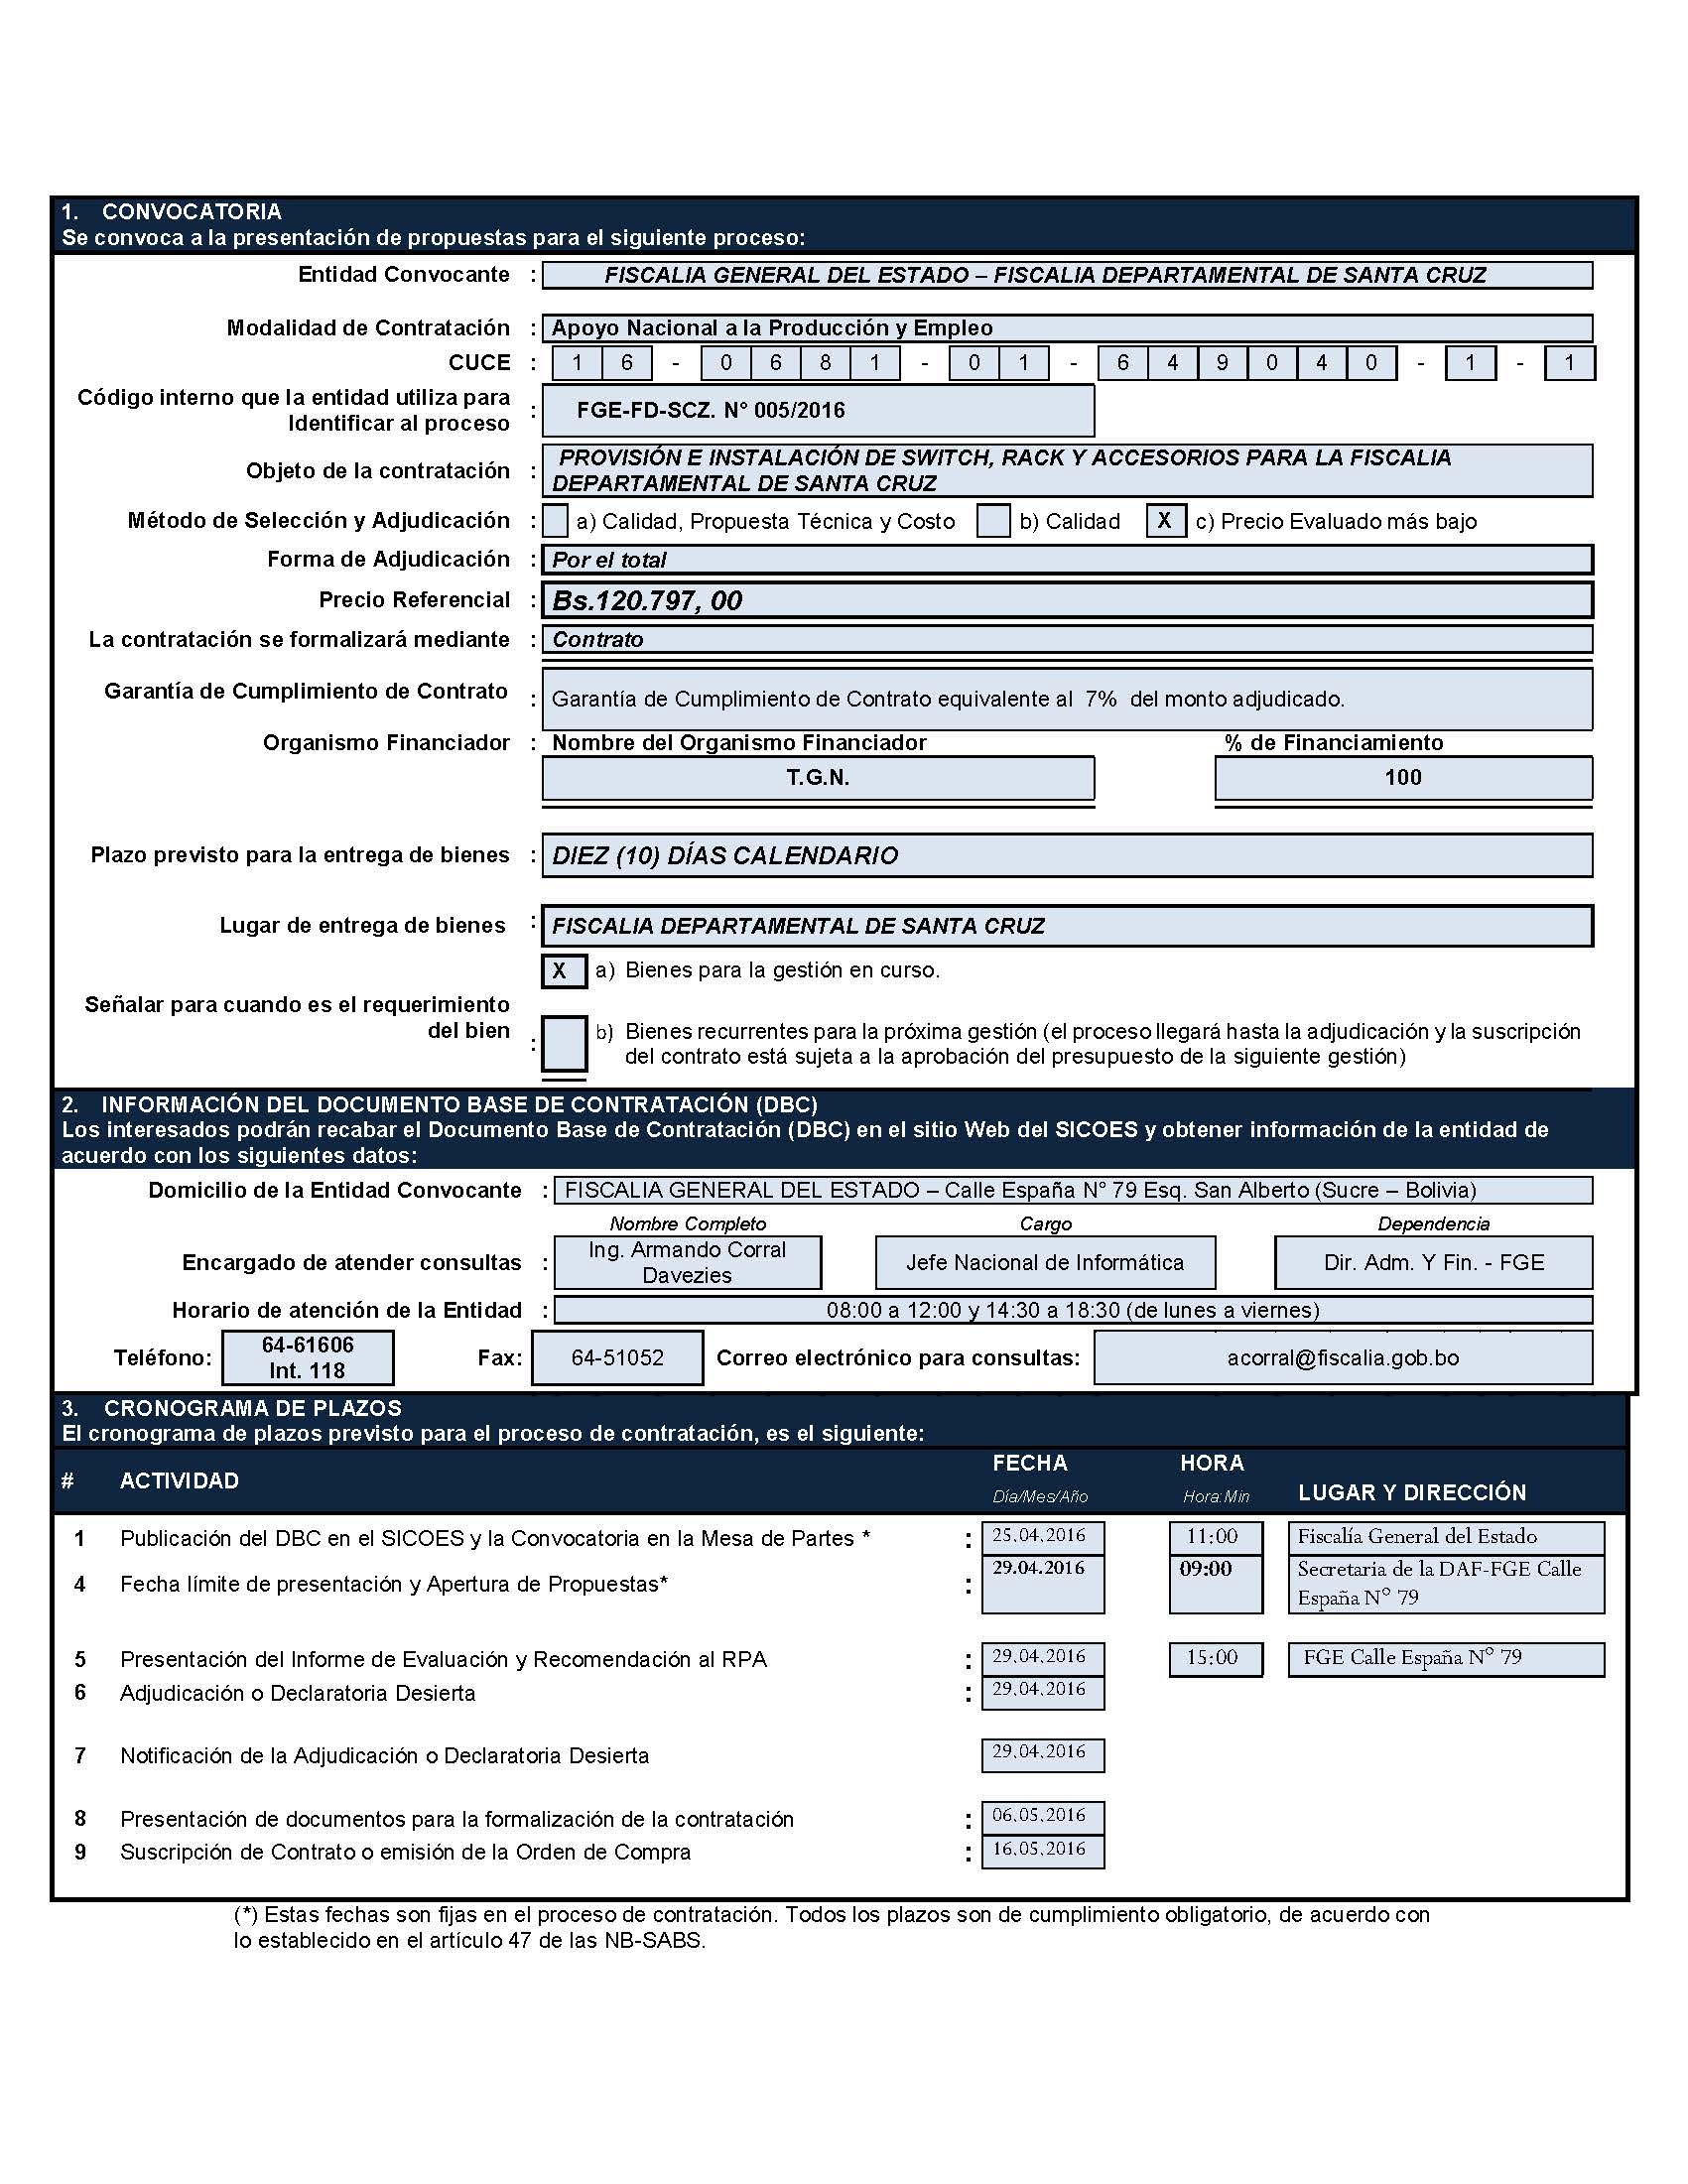 1. CONVOCATORIA
Se convoca a la presentación de propuestas para el siguiente proceso:
Entidad Convocante : FISCALIA GENERAL DEL ESTADO – FISCALIA DEPARTAMENTAL DE SANTA CRUZ
Modalidad de Contratación : Apoyo Nacional a la Producción y Empleo
CUCE : 1 6 - 0 6 8 1 - 0 1 - 6 4 9 0 4 0 - 1 - 1
Código interno que la entidad utiliza para
Identificar al proceso : FGE-FD-SCZ. N° 005/2016
Objeto de la contratación : PROVISIÓN E INSTALACIÓN DE SWITCH, RACK Y ACCESORIOS PARA LA FISCALIA
DEPARTAMENTAL DE SANTA CRUZ
Método de Selección y Adjudicación : a) Calidad, Propuesta Técnica y Costo b) Calidad X c) Precio Evaluado más bajo
Forma de Adjudicación : Por el total
Precio Referencial : Bs.120.797, 00
La contratación se formalizará mediante : Contrato
Garantía de Cumplimiento de Contrato : Garantía de Cumplimiento de Contrato equivalente al 7% del monto adjudicado.
Organismo Financiador : Nombre del Organismo Financiador % de Financiamiento
T.G.N. 100
Plazo previsto para la entrega de bienes : DIEZ (10) DÍAS CALENDARIO
Lugar de entrega de bienes : FISCALIA DEPARTAMENTAL DE SANTA CRUZ
X a) Bienes para la gestión en curso.
Señalar para cuando es el requerimiento
del bien : b) Bienes recurrentes para la próxima gestión (el proceso llegará hasta la adjudicación y la suscripción
del contrato está sujeta a la aprobación del presupuesto de la siguiente gestión)
2. INFORMACIÓN DEL DOCUMENTO BASE DE CONTRATACIÓN (DBC)
Los interesados podrán recabar el Documento Base de Contratación (DBC) en el sitio Web del SICOES y obtener información de la entidad de
acuerdo con los siguientes datos:
Domicilio de la Entidad Convocante : FISCALIA GENERAL DEL ESTADO – Calle España N° 79 Esq. San Alberto (Sucre – Bolivia)
Nombre Completo Cargo Dependencia
Encargado de atender consultas : Ing. Armando Corral
Davezies Jefe Nacional de Informática Dir. Adm. Y Fin. - FGE
Horario de atención de la Entidad : 08:00 a 12:00 y 14:30 a 18:30 (de lunes a viernes)
Teléfono: 64-61606
Int. 118 Fax: 64-51052 Correo electrónico para consultas: acorral@fiscalia.gob.bo
3. CRONOGRAMA DE PLAZOS
El cronograma de plazos previsto para el proceso de contratación, es el siguiente:
# ACTIVIDAD FECHA HORA LUGAR Y DIRECCIÓN
Día/Mes/Año Hora:Min
1 Publicación del DBC en el SICOES y la Convocatoria en la Mesa de Partes * : 25.04.2016 11:00 Fiscalía General del Estado
4 Fecha límite de presentación y Apertura de Propuestas* : 29.04.2016 09:00 Secretaria de la DAF-FGE Calle
España N° 79
5 Presentación del Informe de Evaluación y Recomendación al RPA : 29.04.2016 15:00 FGE Calle España N° 79
6 Adjudicación o Declaratoria Desierta : 29.04.2016
7 Notificación de la Adjudicación o Declaratoria Desierta 29.04.2016
8 Presentación de documentos para la formalización de la contratación : 06.05.2016
9 Suscripción de Contrato o emisión de la Orden de Compra : 16.05.2016
(*) Estas fechas son fijas en el proceso de contratación. Todos los plazos son de cumplimiento obligatorio, de acuerdo con
lo establecido en el artículo 47 de las NB-SABS.